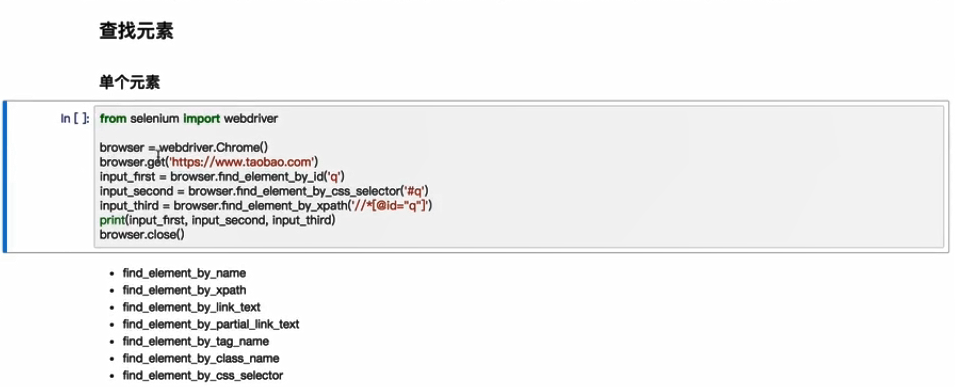 查找元素
单个元素
In [ ]:
from selenium import webdriver
browser = webdriver.Chrome()
browser.get('https://www.taobao.com')
input_first = browser.find_element_by_id('q')
input_second = browser.find_element_by_css_selector('#q')
input_third = browser.find_element_by_xpath('//*[@id="q"]')
print(input_first, input_second, input_third)
browser.close()
• find_element_by_name
• find_element_by_xpath
• find_element_by_link_text
• find_element_by_partial_link_text
• find_element_by_tag_name
• find_element_by_class_name
• find_element_by_css_selector